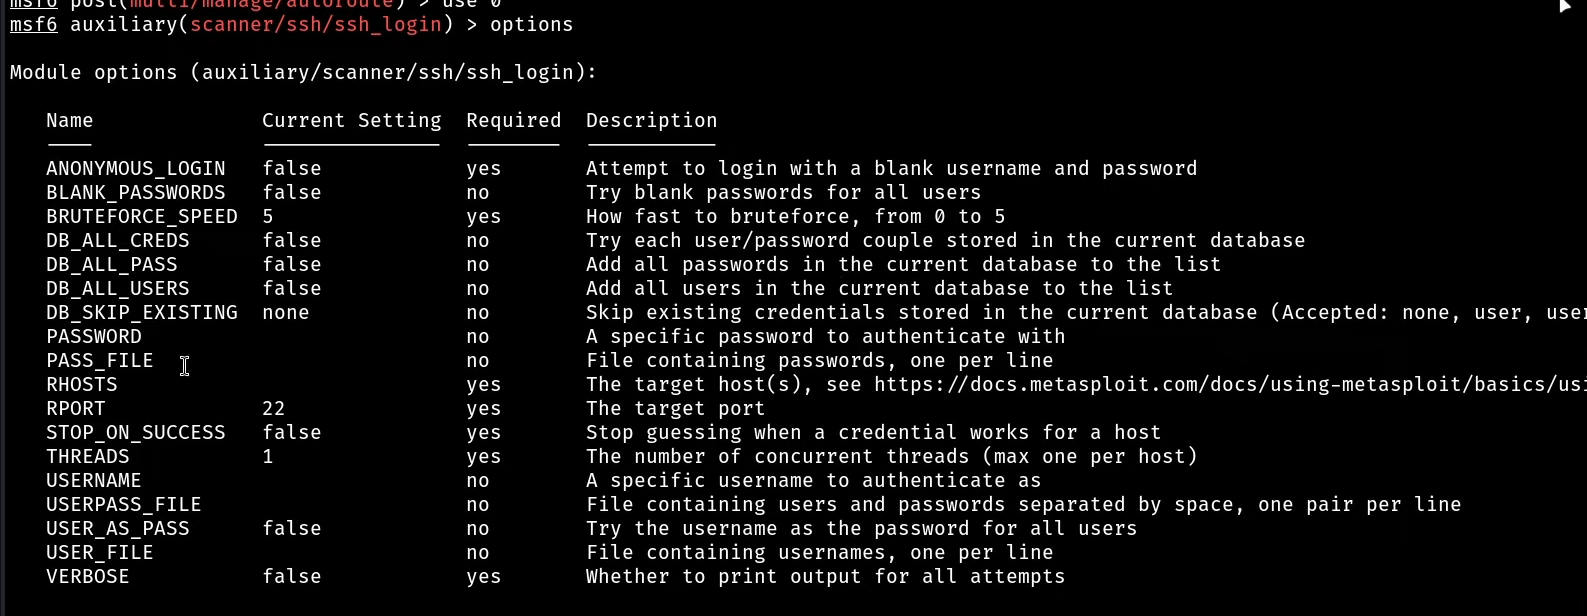 msf6 post(multi/manage/autoroute) > use 0
msf6 auxiliary(scanner/ssh/ssh_login) > options
Module options (auxiliary/scanner/ssh/ssh_login):
Name Current Setting Required Description
ANONYMOUS_LOGIN false yes Attempt to login with a blank username and password
BLANK_PASSWORDS false no Try blank passwords for all users
BRUTEFORCE_SPEED 5 yes How fast to bruteforce, from 0 to 5
DB_ALL_CREDS false no Try each user/password couple stored in the current database
DB_ALL_PASS false no Add all passwords in the current database to the list
DB_ALL_USERS false no Add all users in the current database to the list
DB_SKIP_EXISTING none no Skip existing credentials stored in the current database (Accepted: none, user, user
PASSWORD no A specific password to authenticate with
PASS_FILE no File containing passwords, one per line
RHOSTS yes The target host(s), see https://docs.metasploit.com/docs/using-metasploit/basics/usi
RPORT 22 yes The target port
STOP_ON_SUCCESS false yes Stop guessing when a credential works for a host
THREADS 1 yes The number of concurrent threads (max one per host)
USERNAME no A specific username to authenticate as
USERPASS_FILE no File containing users and passwords separated by space, one pair per line
USER_AS_PASS false no Try the username as the password for all users
USER_FILE no File containing usernames, one per line
VERBOSE false yes Whether to print output for all attempts